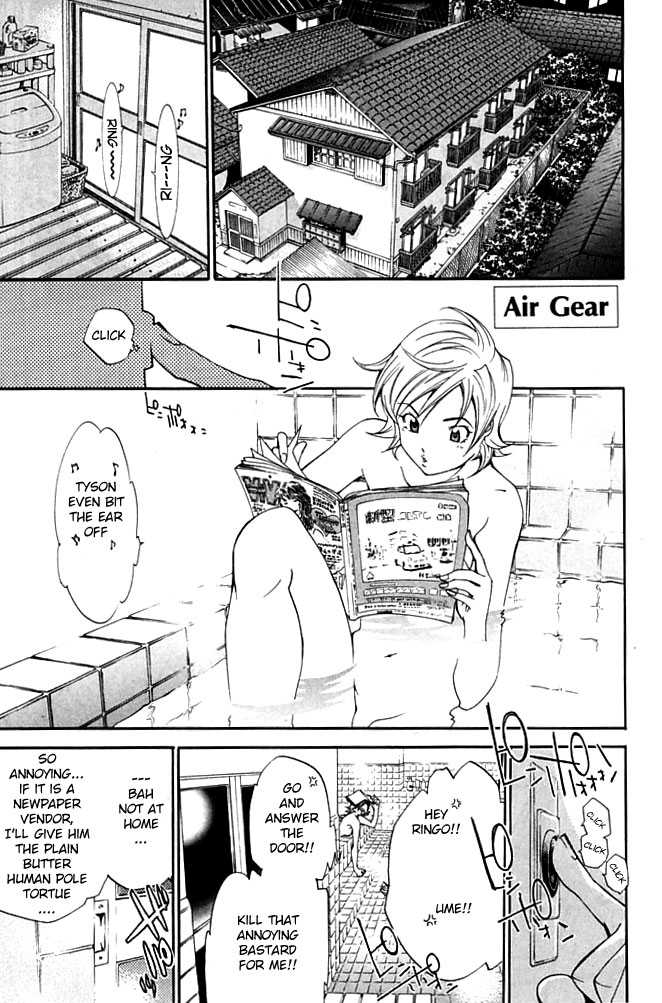 RI---NG
RING~~~~
Air Gear
CLICK
TYSON
EVEN BIT
THE EAR
OFF
CLICK
CLICK
CLICK
HEY
RINGO!!
UME!!
GO
AND
ANSWER
THE
DOOR!!
KILL THAT
ANNOYING
BASTARD
FOR ME!!
---
BAH
NOT AT
HOME
...
SO
ANNOYING...
IF IT IS A
NEWPAPER
VENDOR,
I'LL GIVE HIM
THE PLAIN
BUTTER
HUMAN POLE
TORTUE
....